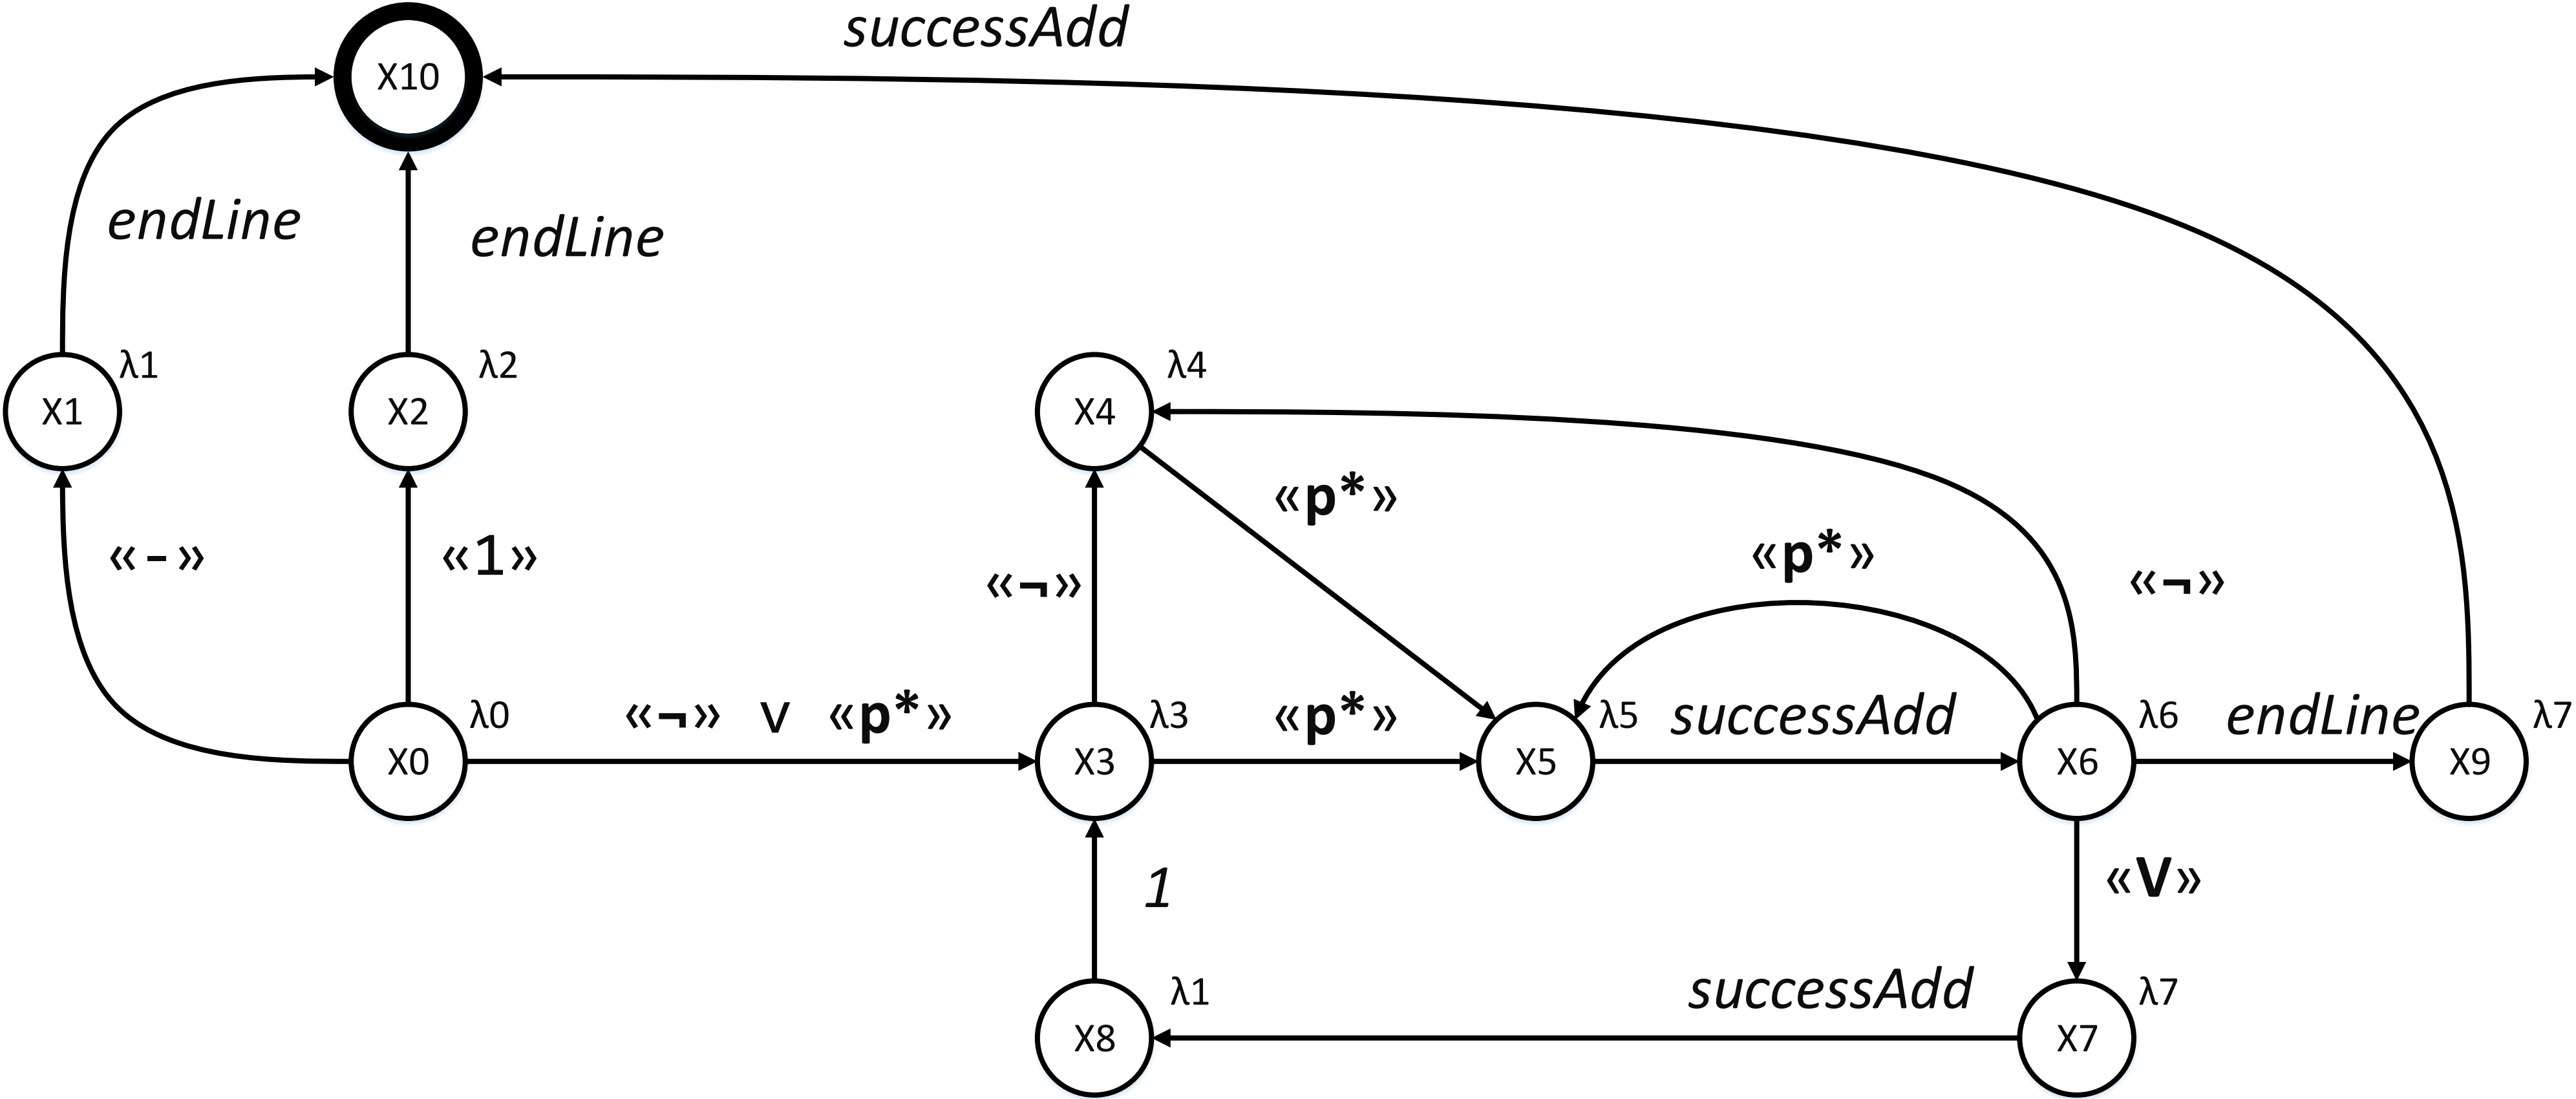 successAdd
X10
endLine
endLine
λ1
λ2
λ4
X1
X2
X4
«p*»
«p*»
«-»
«1»
«¬»
«¬»
λ0
«¬» v «p*»
λ3
«p*»
λ5
successAdd
λ6
endLine
λ7
X0
X3
X5
X6
X9
1
«V»
λ1
successAdd
λ7
X8
X7